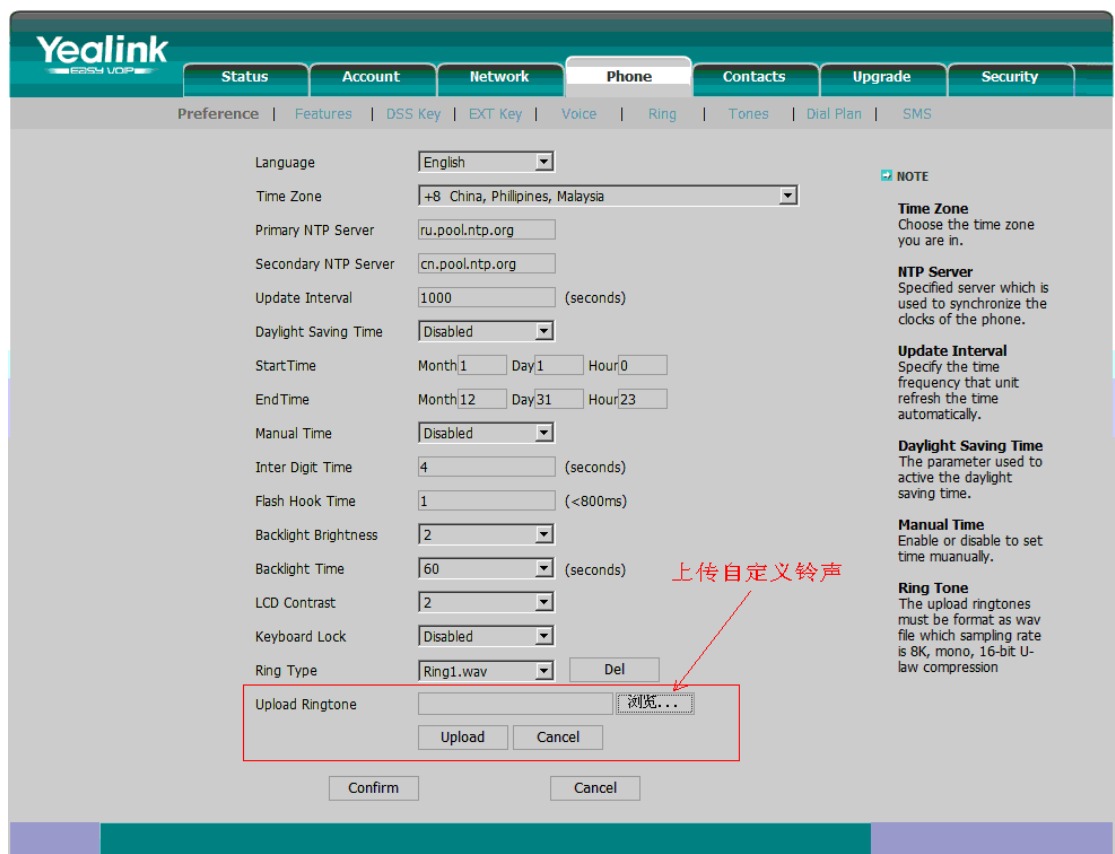 Yealink
EASY VOIP
Status Account Network Phone Contacts Upgrade Security
Preference | Features | DSS Key | EXT Key | Voice | Ring | Tones | Dial Plan | SMS
Language English
Time Zone +8 China, Phillipines, Malaysia
Primary NTP Server ru.pool.ntp.org
Secondary NTP Server cn.pool.ntp.org
Update Interval 1000 (seconds)
Daylight Saving Time Disabled
StartTime Month 1 Day 1 Hour 0
EndTime Month 12 Day 31 Hour 23
Manual Time Disabled
Inter Digit Time 4 (seconds)
Flash Hook Time 1 (<800ms)
Backlight Brightness 2
Backlight Time 60 (seconds)
上传自定义铃声
LCD Contrast 2
Keyboard Lock Disabled
Ring Type Ring1.wav Del
Upload Ringtone 浏览...
Upload Cancel
Confirm Cancel
NOTE
Time Zone
Choose the time zone
you are in.
NTP Server
Specified server which is
used to synchronize the
clocks of the phone.
Update Interval
Specify the time
frequency that unit
refresh the time
automatically.
Daylight Saving Time
The parameter used to
active the daylight
saving time.
Manual Time
Enable or disable to set
time muanually.
Ring Tone
The upload ringtones
must be format as wav
file which sampling rate
is 8K, mono, 16-bit U-
law compression